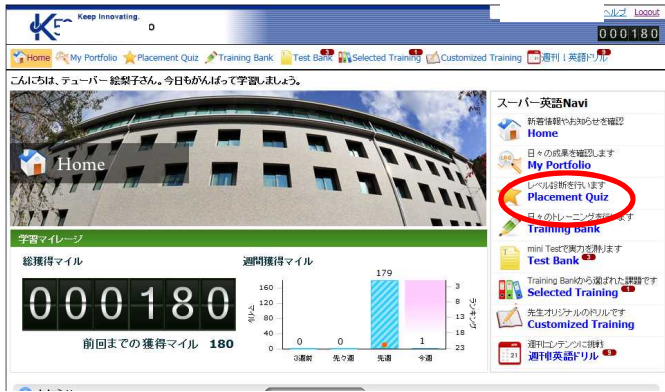 Keep Innovating.
ヘルプ Logout
000180
Home My Portfolio Placement Quiz Training Bank Test Bank Selected Training Customized Training 週刊！英語ドリル
こんにちは、テューバー 絵梨子さん。今日もがんばって学習しましょう。
Home
学習マイレージ
総獲得マイル
000180
前回までの獲得マイル 180
週間獲得マイル
179
160
120
80
40
0
マイル
0 0 1
3週前 先々週 先週 今週
3
8
13
18
23
ランキング
スーパー英語Navi
新着情報やお知らせを確認
Home
日々の成果を確認します
My Portfolio
レベル診断を行います
Placement Quiz
日々のトレーニングを行います
Training Bank
mini Testで実力を計ります
Test Bank 3
Training Bankから選ばれた課題です
Selected Training 1
先生オリジナルのドリルです
Customized Training
週刊コンテンツに挑戦
週刊!英語ドリル 9